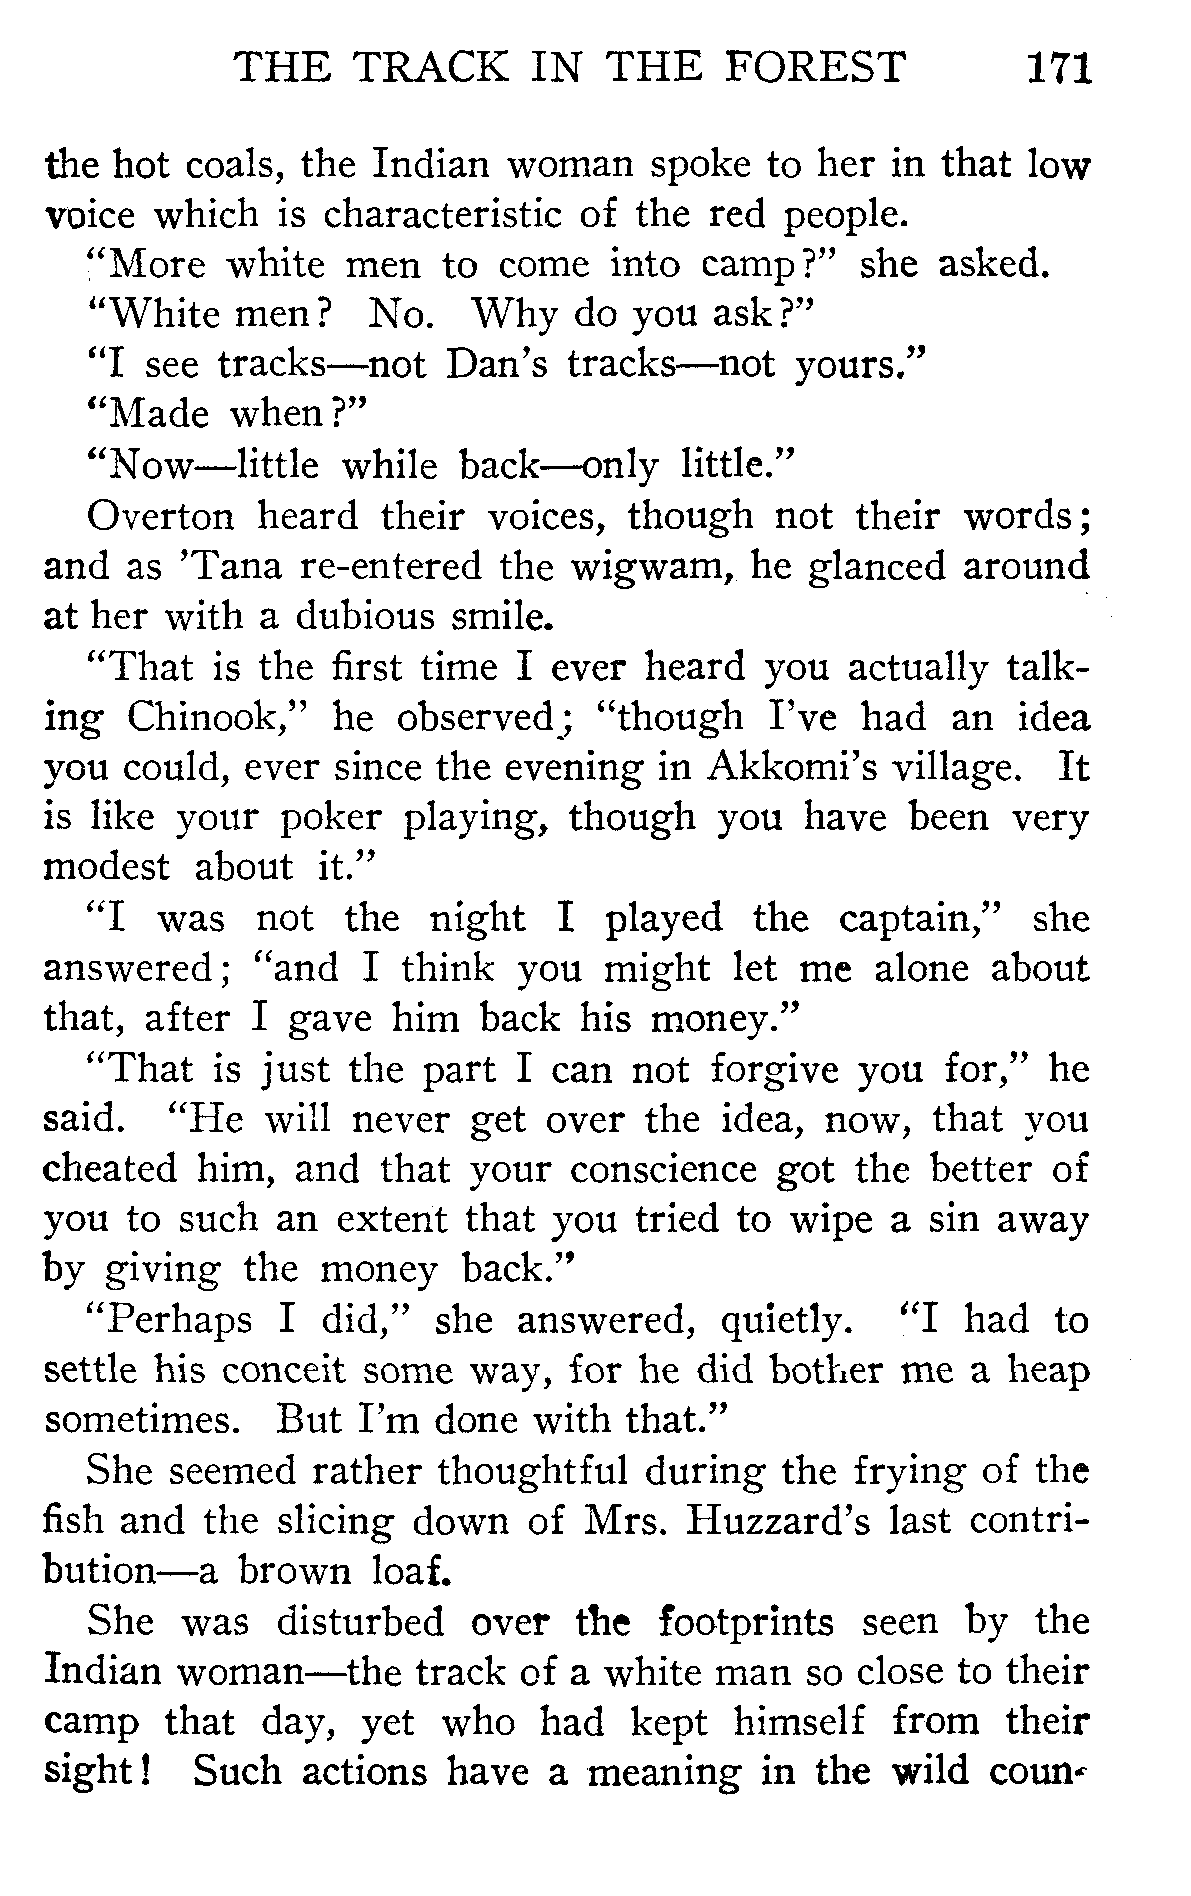 THE TRACK IN THE FOREST 171
the hot coals, the Indian woman spoke to her in that low
voice which is characteristic of the red people.
“More white men to come into camp?” she asked.
“White men? No. Why do you ask?”
“I see tracks—not Dan’s tracks—not yours.”
“Made when?”
“Now—little while back—only little.”
Overton heard their voices, though not their words;
and as ’Tana re-entered the wigwam, he glanced around
at her with a dubious smile.
“That is the first time I ever heard you actually talk-
ing Chinook,” he observed; “though I’ve had an idea
you could, ever since the evening in Akkomi’s village. It
is like your poker playing, though you have been very
modest about it.”
“I was not the night I played the captain,” she
answered; “and I think you might let me alone about
that, after I gave him back his money.”
“That is just the part I can not forgive you for,” he
said. “He will never get over the idea, now, that you
cheated him, and that your conscience got the better of
you to such an extent that you tried to wipe a sin away
by giving the money back.”
“Perhaps I did,” she answered, quietly. “I had to
settle his conceit some way, for he did bother me a heap
sometimes. But I’m done with that.”
She seemed rather thoughtful during the frying of the
fish and the slicing down of Mrs. Huzzard’s last contri-
bution—a brown loaf.
She was disturbed over the footprints seen by the
Indian woman—the track of a white man so close to their
camp that day, yet who had kept himself from their
sight! Such actions have a meaning in the wild coun-